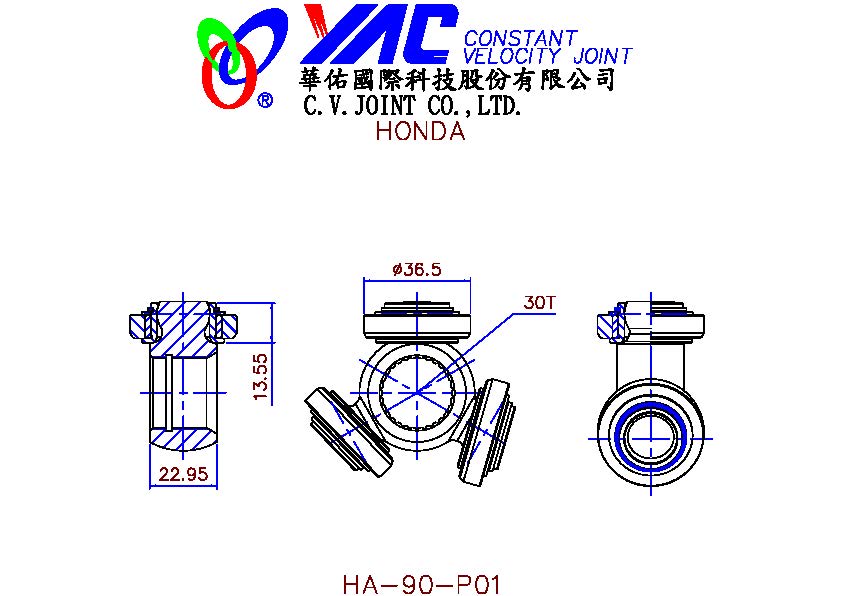 YAC CONSTANT
VELOCITY JOINT
華佑國際科技股份有限公司
®
C.V.JOINT CO.,LTD.
HONDA
ø36.5
30T
13.55
22.95
HA-90-P01